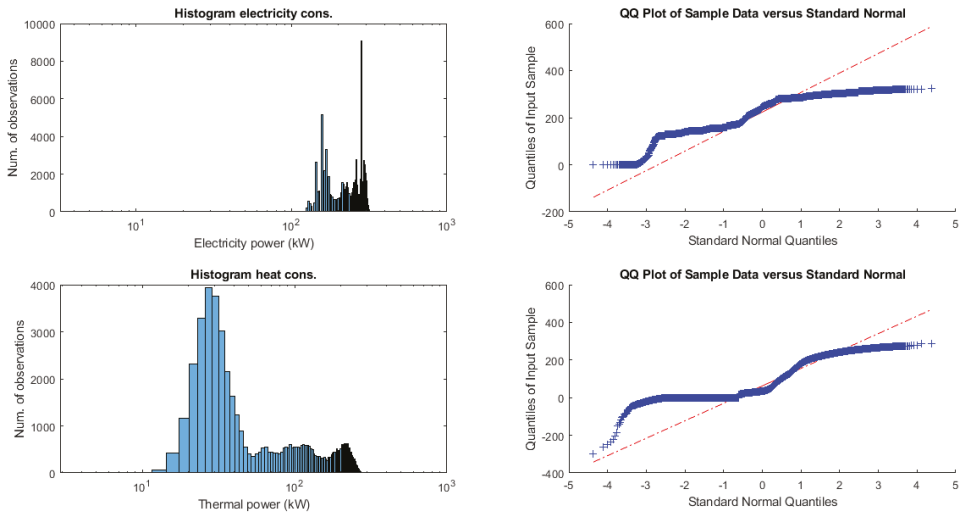 Histogram electricity cons.
Num. of observations
10000
8000
6000
4000
2000
0
10^1 10^2 10^3
Electricity power (kW)
QQ Plot of Sample Data versus Standard Normal
Quantiles of Input Sample
600
400
200
0
-200
-5 -4 -3 -2 -1 0 1 2 3 4 5
Standard Normal Quantiles
Histogram heat cons.
Num. of observations
4000
3000
2000
1000
0
10^1 10^2 10^3
Thermal power (kW)
QQ Plot of Sample Data versus Standard Normal
Quantiles of Input Sample
600
400
200
0
-200
-400
-5 -4 -3 -2 -1 0 1 2 3 4 5
Standard Normal Quantiles